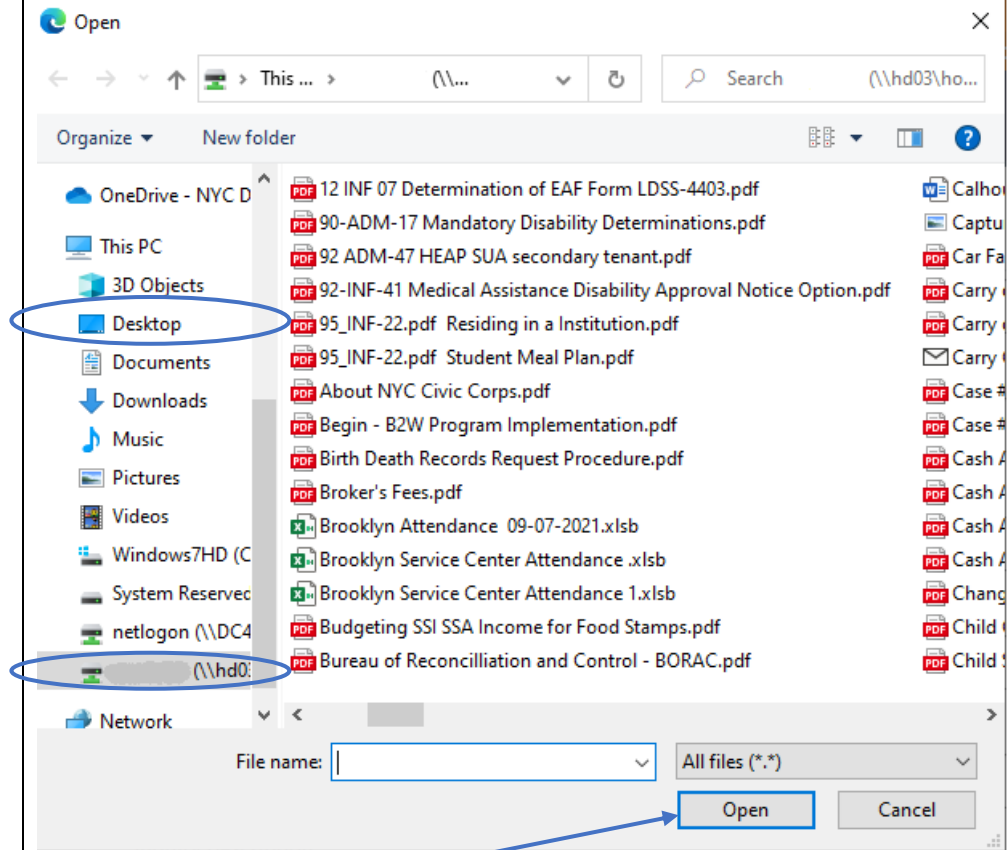 Open
This ... > (\\...
Search (\\hd03\ho...
Organize
New folder
OneDrive - NYC D
This PC
3D Objects
Desktop
Documents
Downloads
Music
Pictures
Videos
Windows7HD (C
System Reserved
netlogon (\\DC4
(\\hd03
Network
12 INF 07 Determination of EAF Form LDSS-4403.pdf
90-ADM-17 Mandatory Disability Determinations.pdf
92 ADM-47 HEAP SUA secondary tenant.pdf
92-INF-41 Medical Assistance Disability Approval Notice Option.pdf
95_INF-22.pdf Residing in a Institution.pdf
95_INF-22.pdf Student Meal Plan.pdf
About NYC Civic Corps.pdf
Begin - B2W Program Implementation.pdf
Birth Death Records Request Procedure.pdf
Broker's Fees.pdf
Brooklyn Attendance 09-07-2021.xlsb
Brooklyn Service Center Attendance .xlsb
Brooklyn Service Center Attendance 1.xlsb
Budgeting SSI SSA Income for Food Stamps.pdf
Bureau of Reconcilliation and Control - BORAC.pdf
Calhou
Captu
Car Fa
Carry
Carry
Carry
Case #
Case #
Cash A
Cash A
Cash A
Cash A
Chang
Child
Child
File name:
All files (*.*)
Open
Cancel